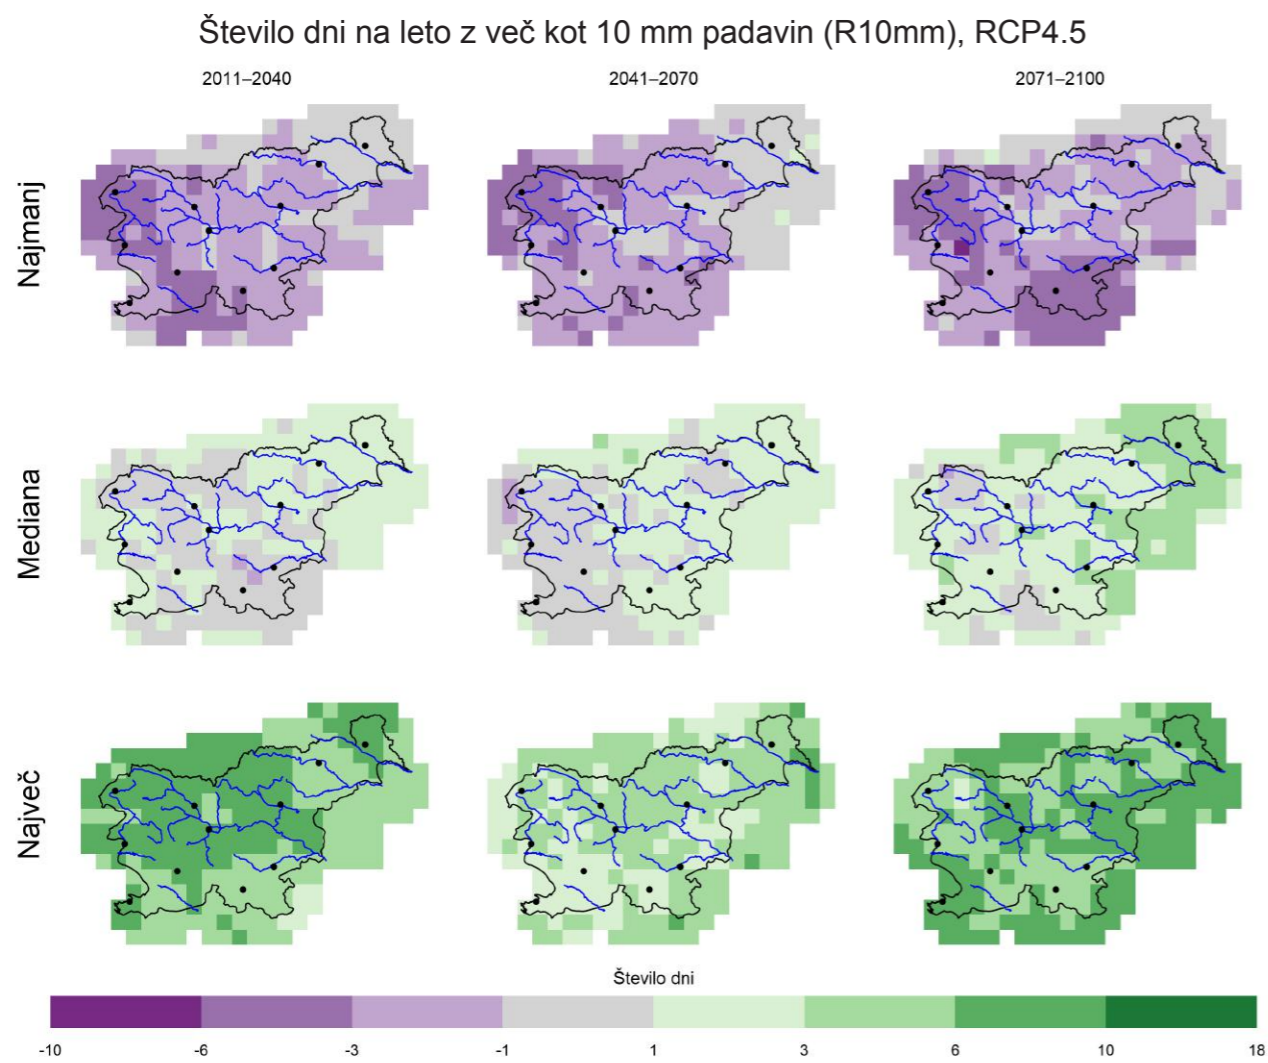 Število dni na leto z več kot 10 mm padavin (R10mm), RCP4.5
2011–2040 2041–2070 2071–2100
Najmanj
Mediana
Največ
Število dni
-10 -6 -3 -1 1 3 6 10 18